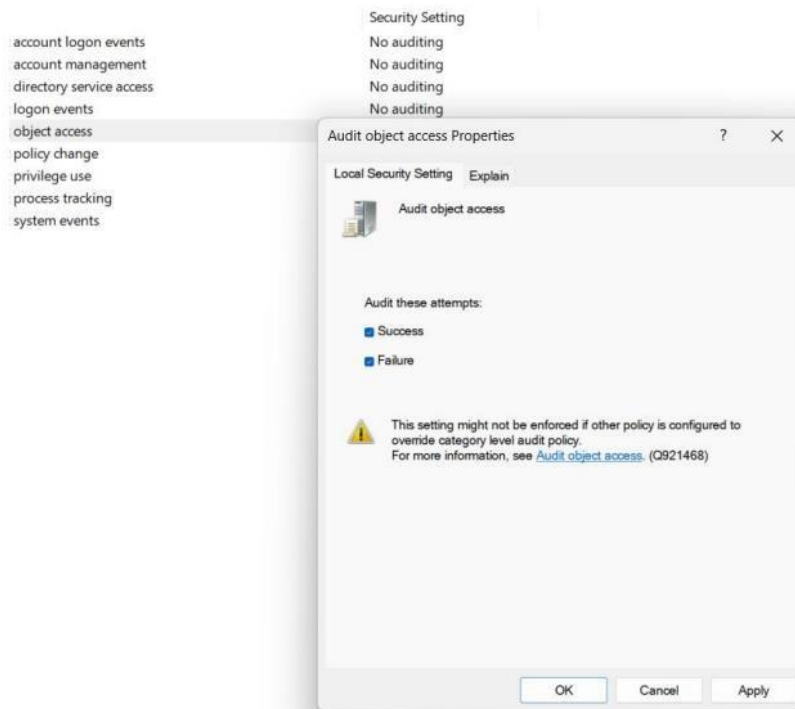 Security Setting
account logon events No auditing
account management No auditing
directory service access No auditing
logon events No auditing
object access
policy change
privilege use
process tracking
system events
Audit object access Properties ? X
Local Security Setting Explain
Audit object access
Audit these attempts:
Success
Failure
This setting might not be enforced if other policy is configured to
override category level audit policy.
For more information, see Audit object access. (Q921468)
OK Cancel Apply